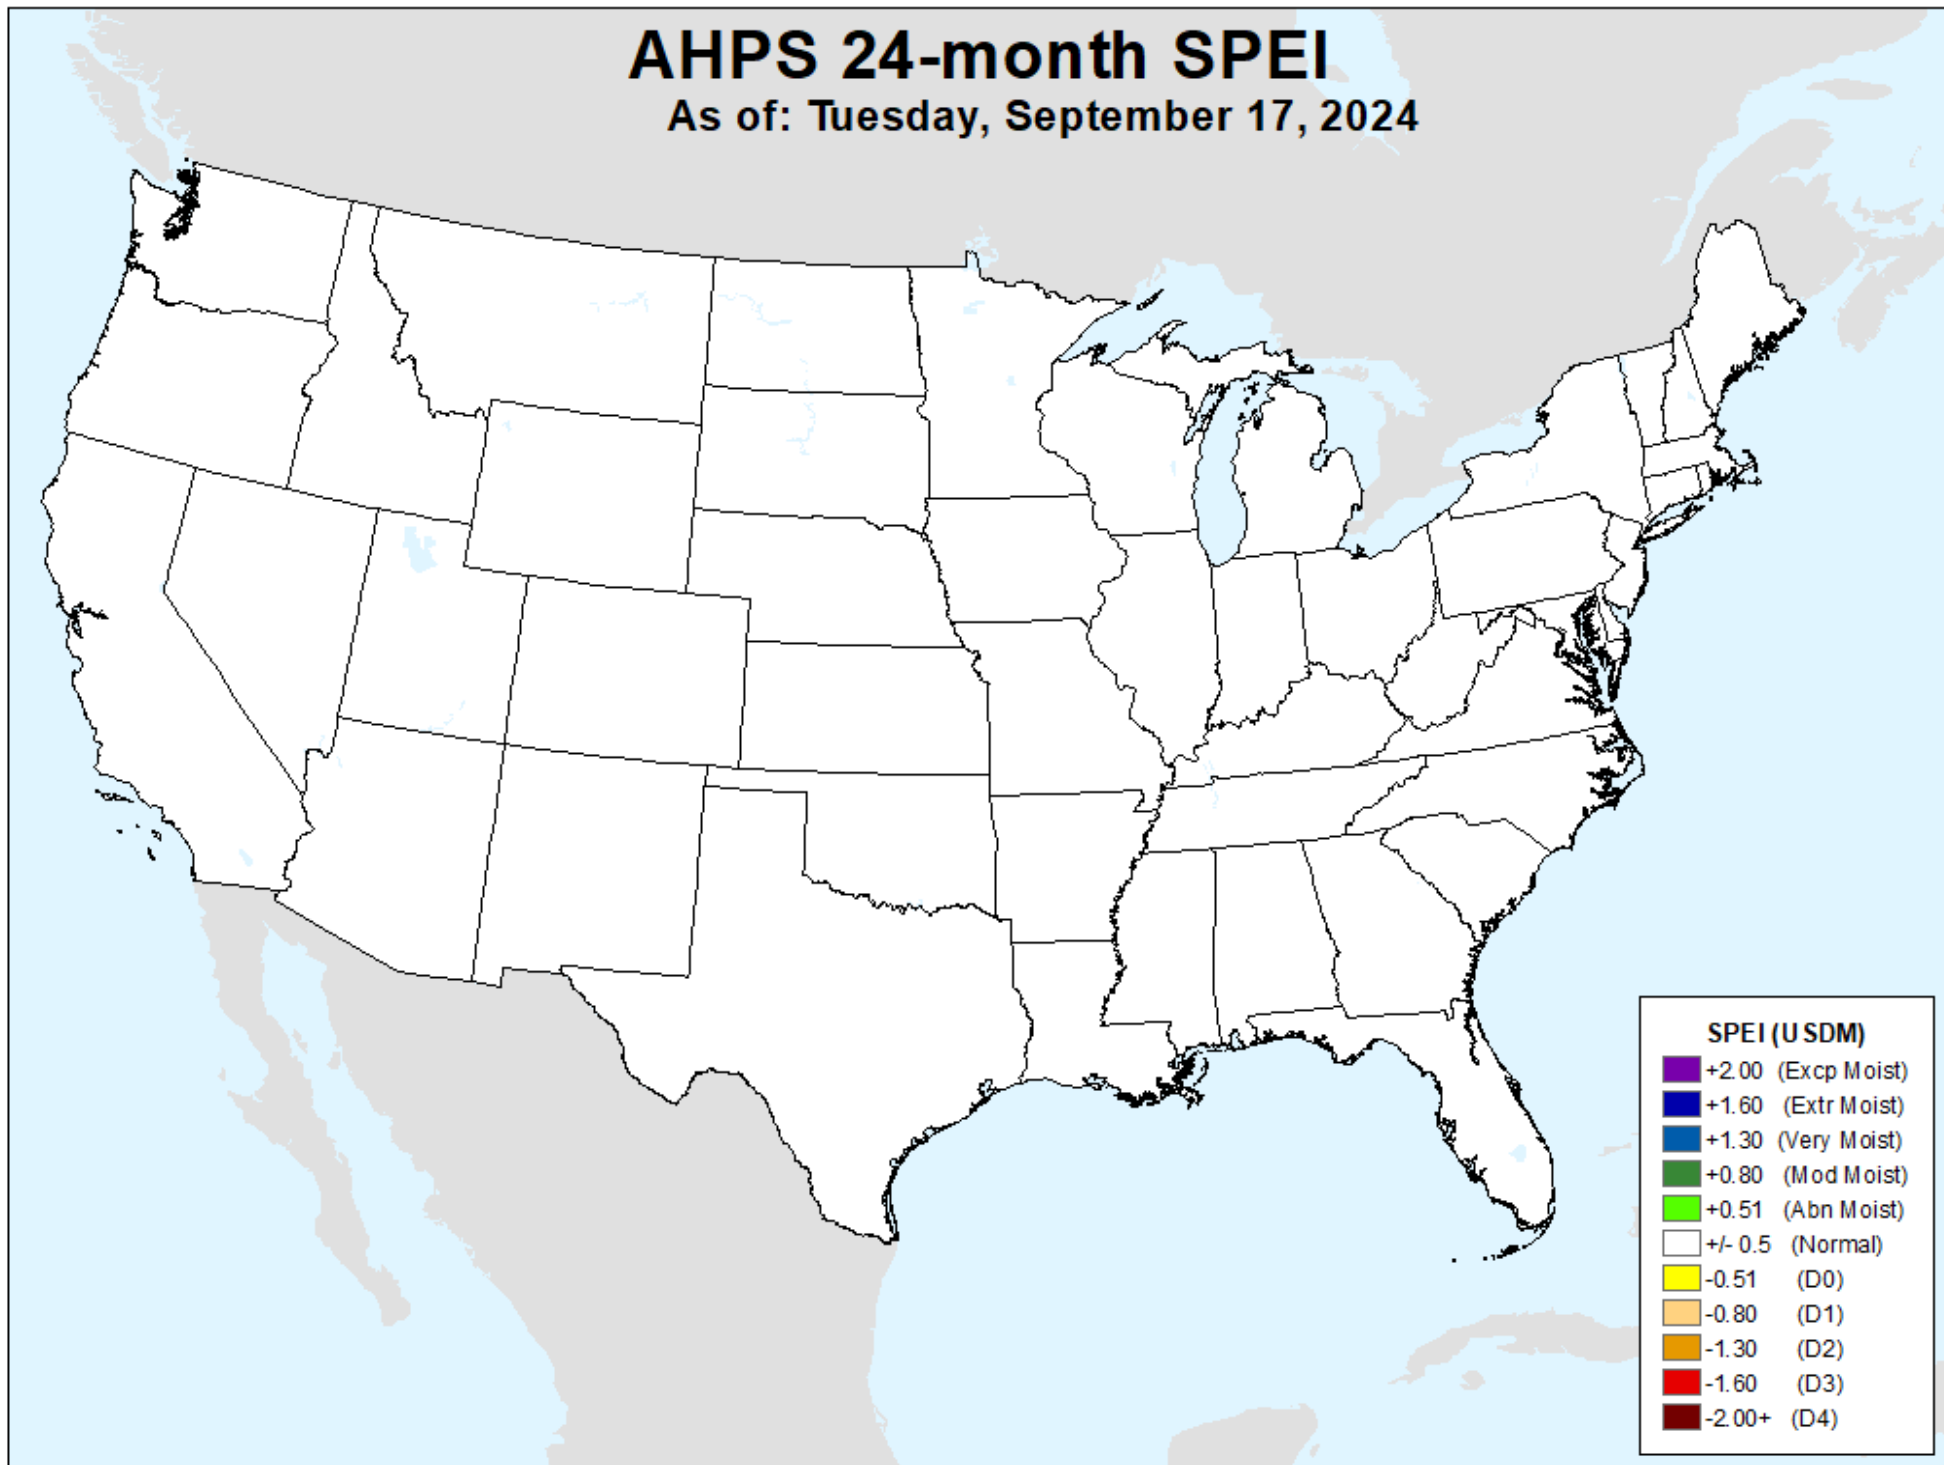 AHPS 24-month SPEI
As of: Tuesday, September 17, 2024
SPEI (USDM)
+2.00 (Excp Moist)
+1.60 (Extr Moist)
+1.30 (Very Moist)
+0.80 (Mod Moist)
+0.51 (Abn Moist)
+/- 0.5 (Normal)
-0.51 (D0)
-0.80 (D1)
-1.30 (D2)
-1.60 (D3)
-2.00+ (D4)